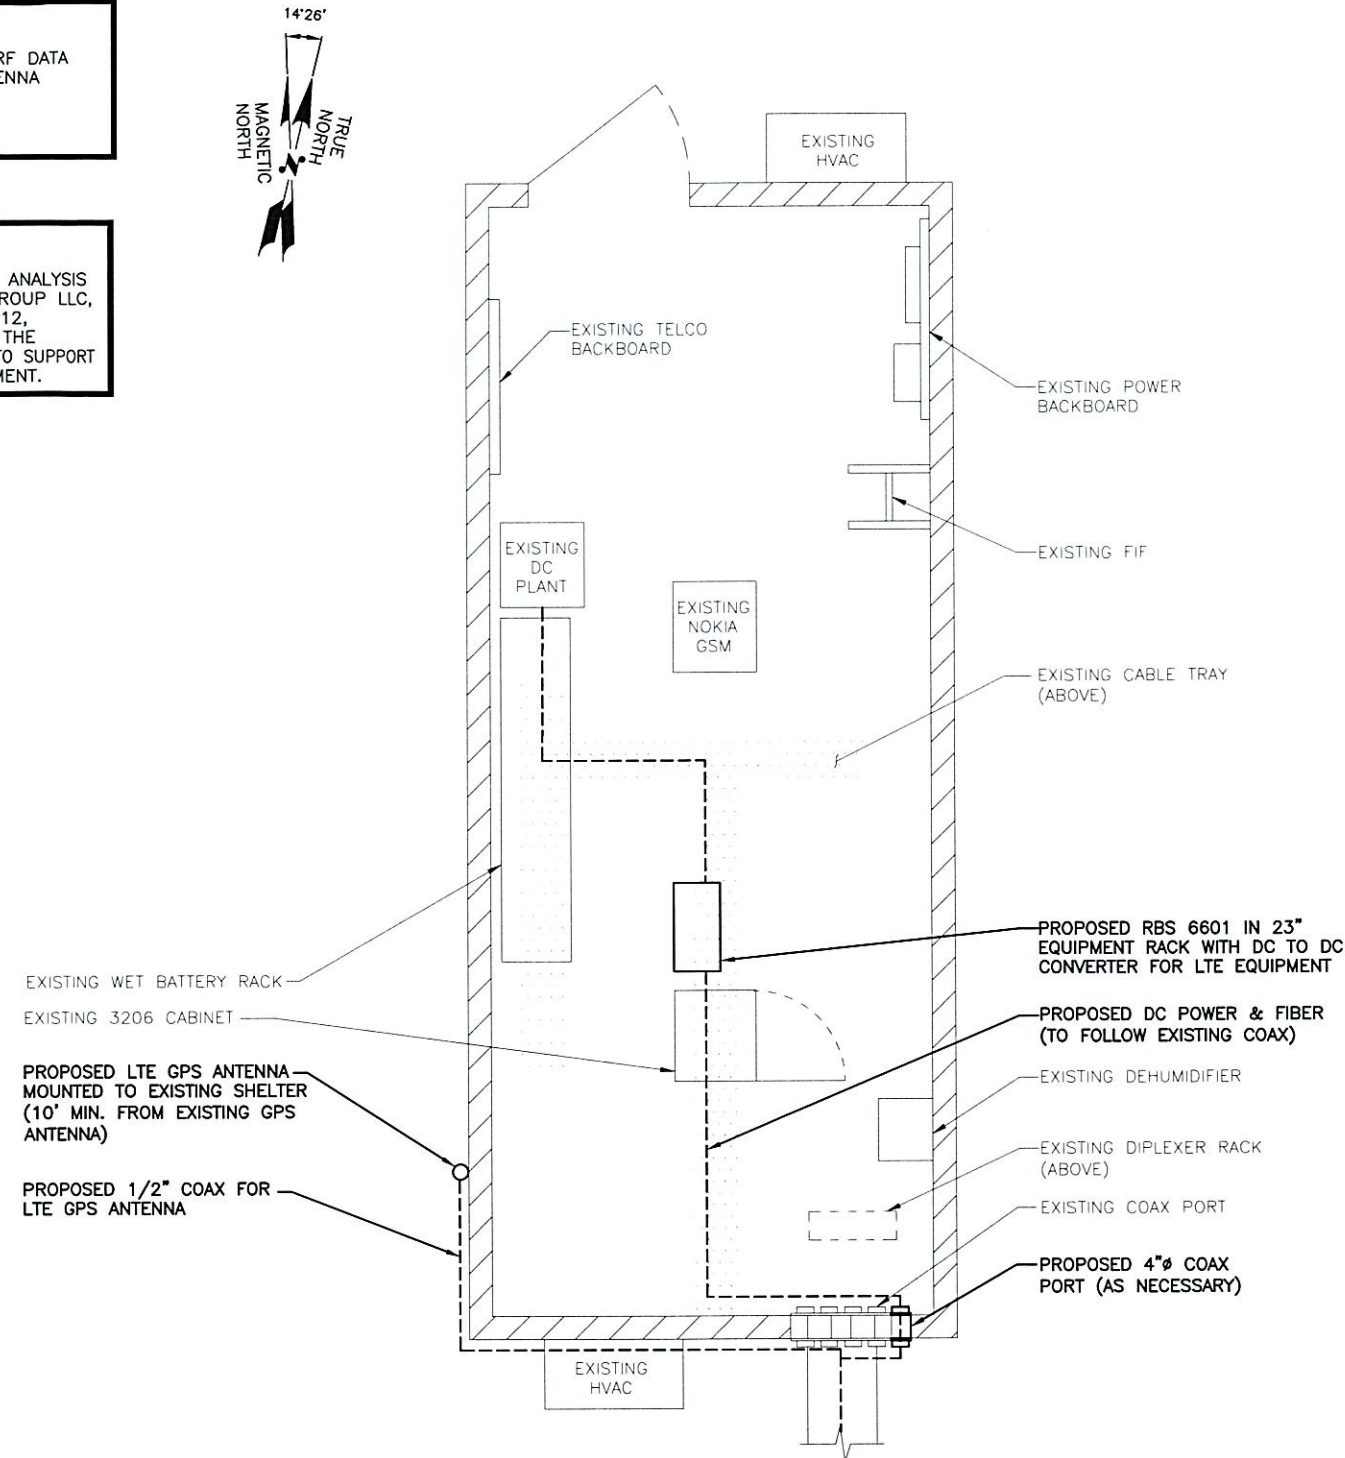 RF DATA
ENNA
ANALYSIS
ROUP LLC,
12,
THE
TO SUPPORT
MENT.
14°26'
TRUE
NORTH
MAGNETIC
NORTH
N
EXISTING
HVAC
EXISTING TELCO
BACKBOARD
EXISTING POWER
BACKBOARD
EXISTING
DC
PLANT
EXISTING FIF
EXISTING
NOKIA
GSM
EXISTING CABLE TRAY
(ABOVE)
PROPOSED RBS 6601 IN 23"
EQUIPMENT RACK WITH DC TO DC
CONVERTER FOR LTE EQUIPMENT
EXISTING WET BATTERY RACK
EXISTING 3206 CABINET
PROPOSED DC POWER & FIBER
(TO FOLLOW EXISTING COAX)
PROPOSED LTE GPS ANTENNA
MOUNTED TO EXISTING SHELTER
(10' MIN. FROM EXISTING GPS
ANTENNA)
EXISTING DEHUMIDIFIER
EXISTING DIPLEXER RACK
(ABOVE)
PROPOSED 1/2" COAX FOR
LTE GPS ANTENNA
EXISTING COAX PORT
PROPOSED 4"ø COAX
PORT (AS NECESSARY)
EXISTING
HVAC